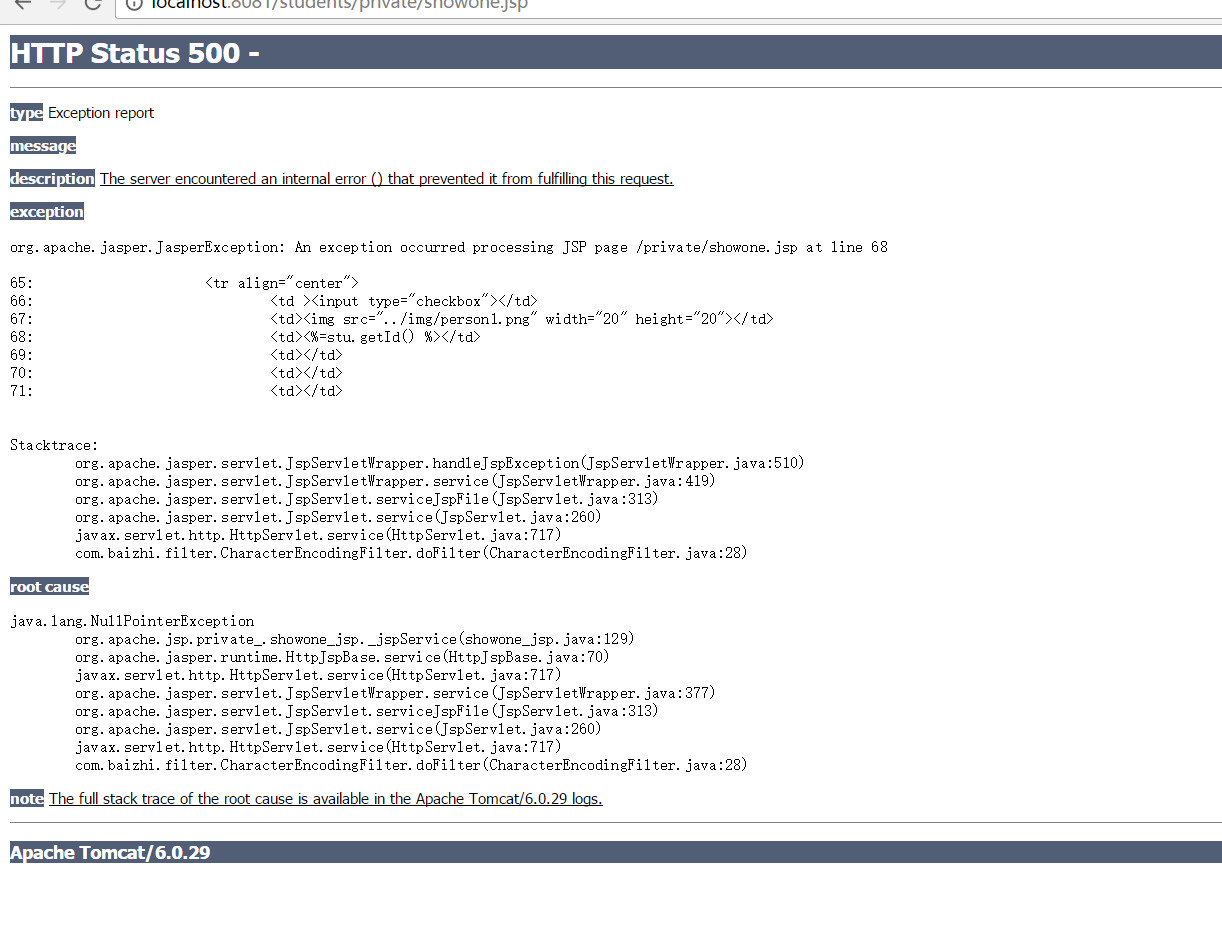 localhost:8081/students/private/showone.jsp
HTTP Status 500 -
type Exception report
message
description The server encountered an internal error () that prevented it from fulfilling this request.
exception
org.apache.jasper.JasperException: An exception occurred processing JSP page /private/showone.jsp at line 68
65: <tr align="center">
66: <td ><input type="checkbox"></td>
67: <td><img src="../img/person1.png" width="20" height="20"></td>
68: <td><%=stu.getId() %></td>
69: <td></td>
70: <td></td>
71: <td></td>
Stacktrace:
org.apache.jasper.servlet.JspServletWrapper.handleJspException(JspServletWrapper.java:510)
org.apache.jasper.servlet.JspServletWrapper.service(JspServletWrapper.java:419)
org.apache.jasper.servlet.JspServlet.serviceJspFile(JspServlet.java:313)
org.apache.jasper.servlet.JspServlet.service(JspServlet.java:260)
javax.servlet.http.HttpServlet.service(HttpServlet.java:717)
com.baizhi.filter.CharacterEncodingFilter.doFilter(CharacterEncodingFilter.java:28)
root cause
java.lang.NullPointerException
org.apache.jsp.private_.showone_jsp._jspService(showone_jsp.java:129)
org.apache.jasper.runtime.HttpJspBase.service(HttpJspBase.java:70)
javax.servlet.http.HttpServlet.service(HttpServlet.java:717)
org.apache.jasper.servlet.JspServletWrapper.service(JspServletWrapper.java:377)
org.apache.jasper.servlet.JspServlet.serviceJspFile(JspServlet.java:313)
org.apache.jasper.servlet.JspServlet.service(JspServlet.java:260)
javax.servlet.http.HttpServlet.service(HttpServlet.java:717)
com.baizhi.filter.CharacterEncodingFilter.doFilter(CharacterEncodingFilter.java:28)
note The full stack trace of the root cause is available in the Apache Tomcat/6.0.29 logs.
Apache Tomcat/6.0.29